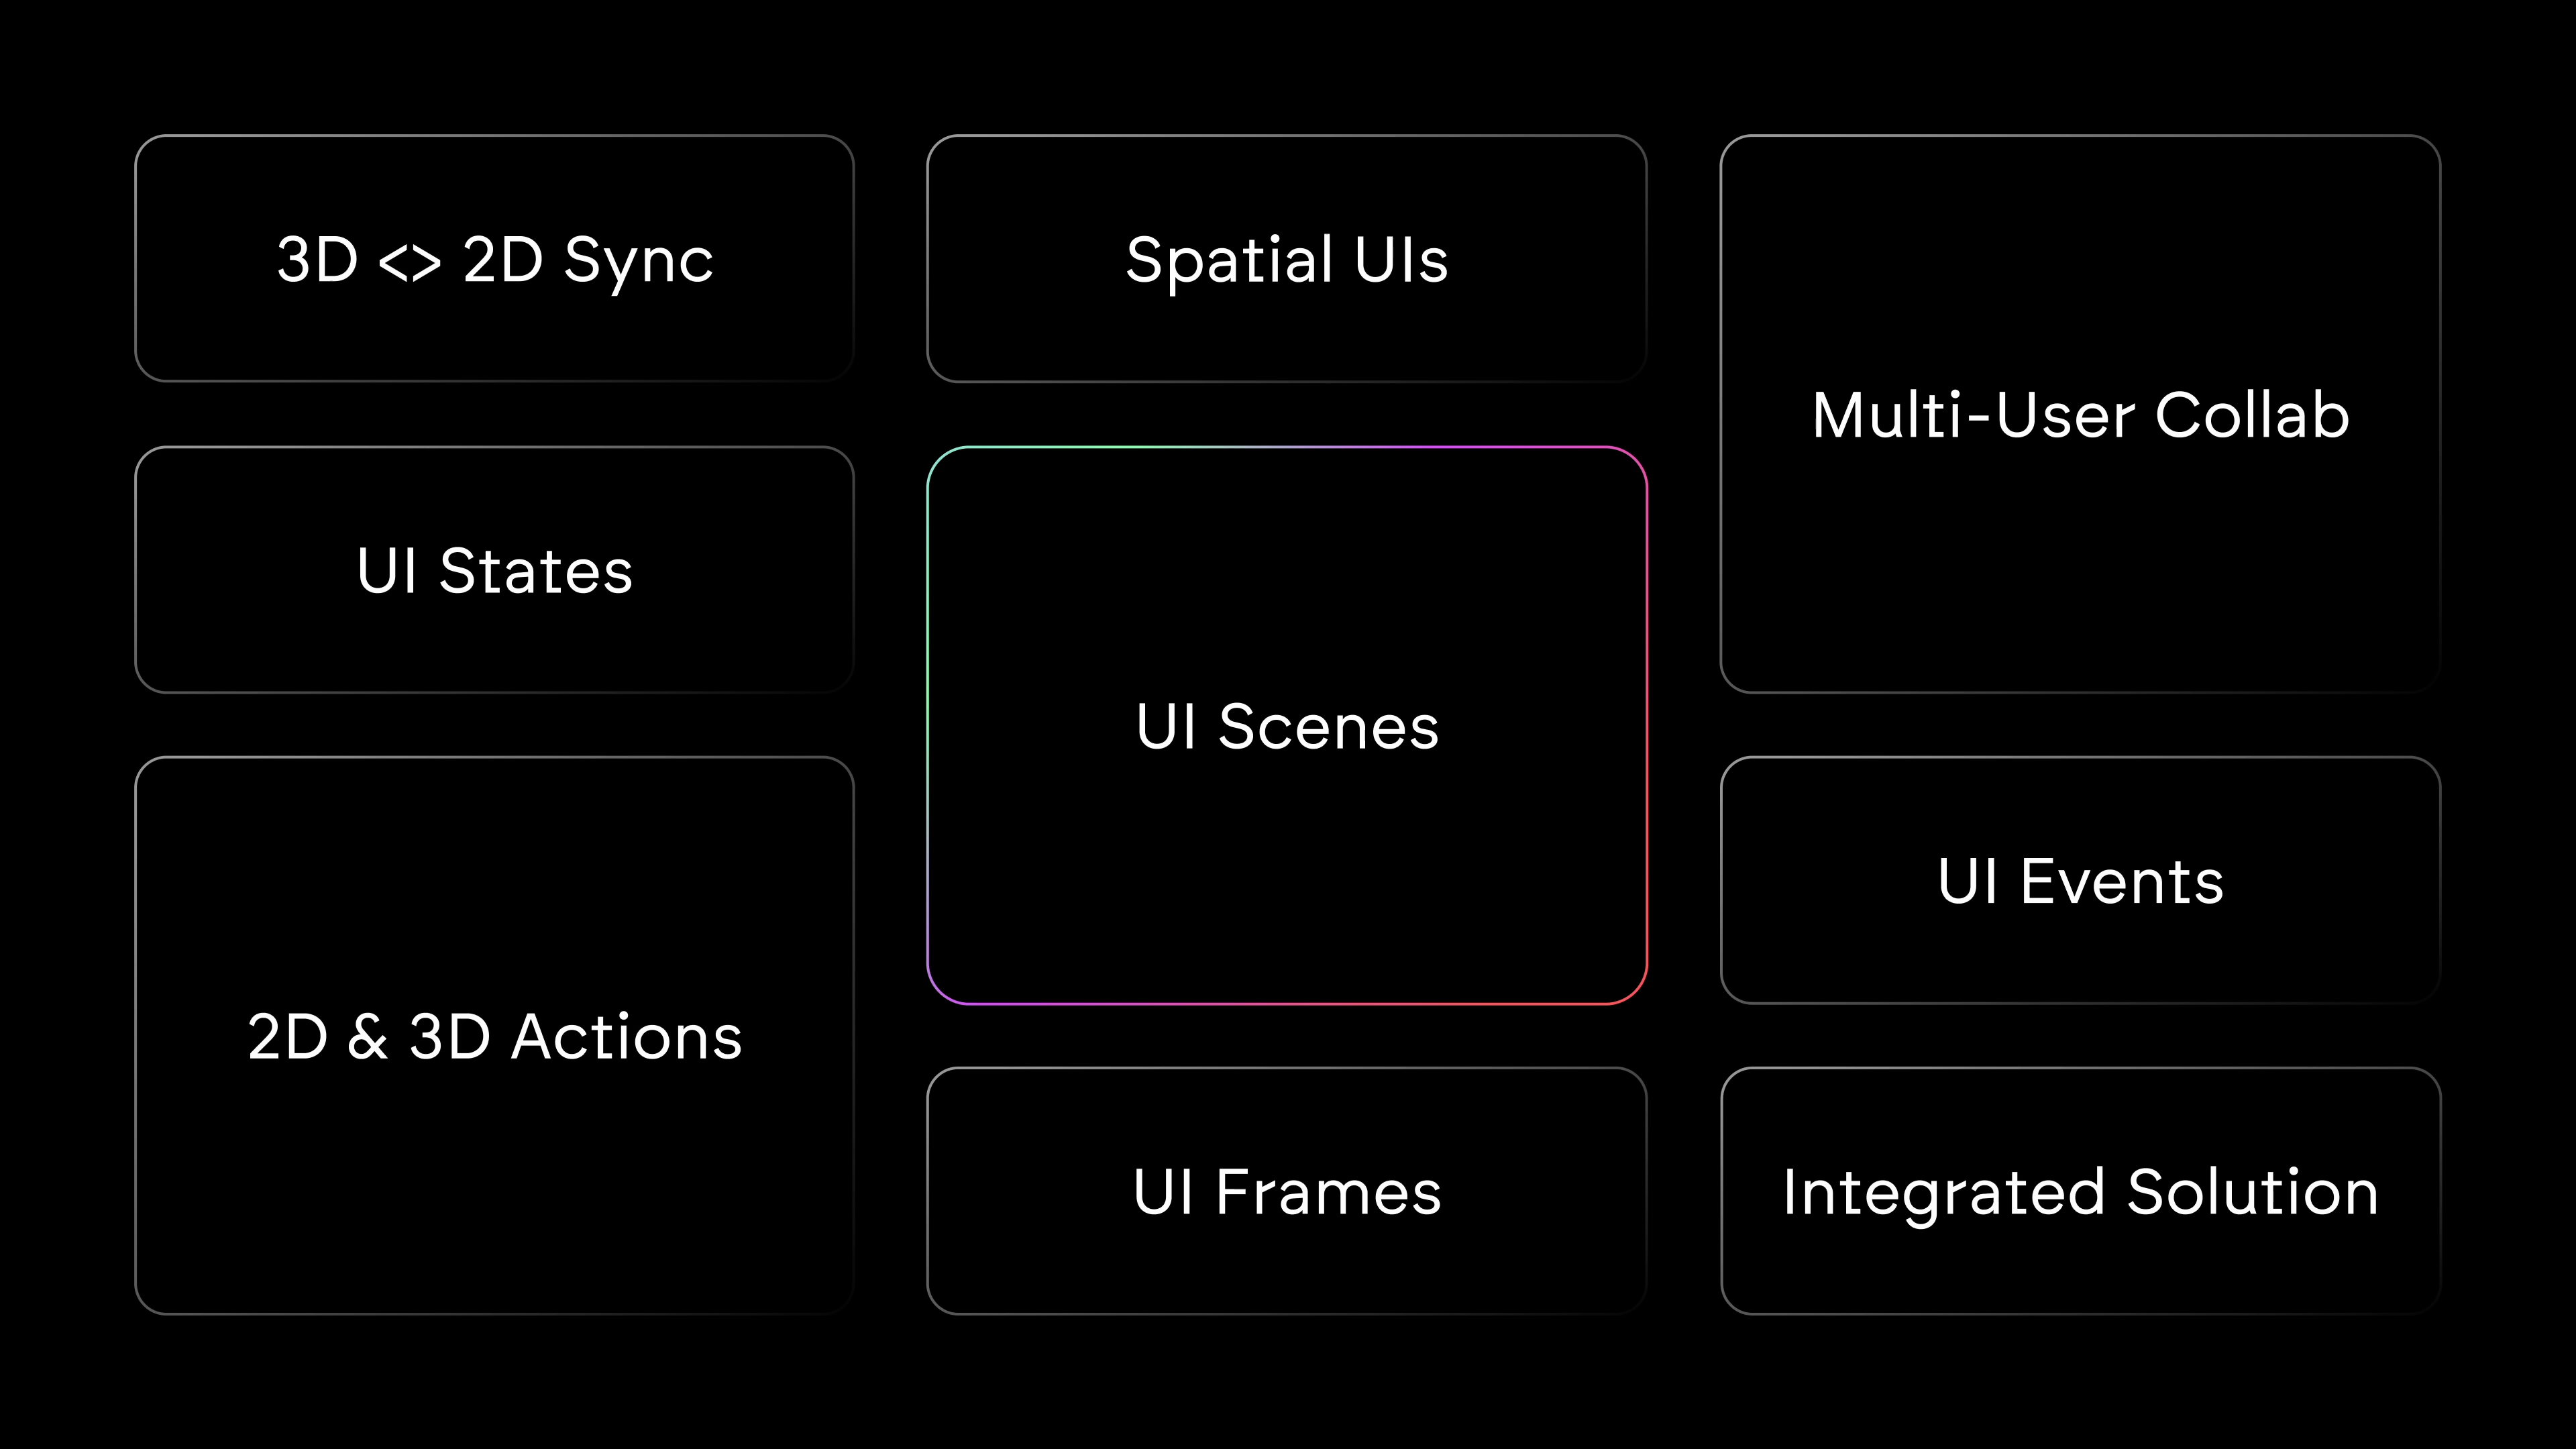 3D <> 2D Sync
Spatial UIs
Multi-User Collab
UI States
UI Scenes
UI Events
2D & 3D Actions
UI Frames
Integrated Solution